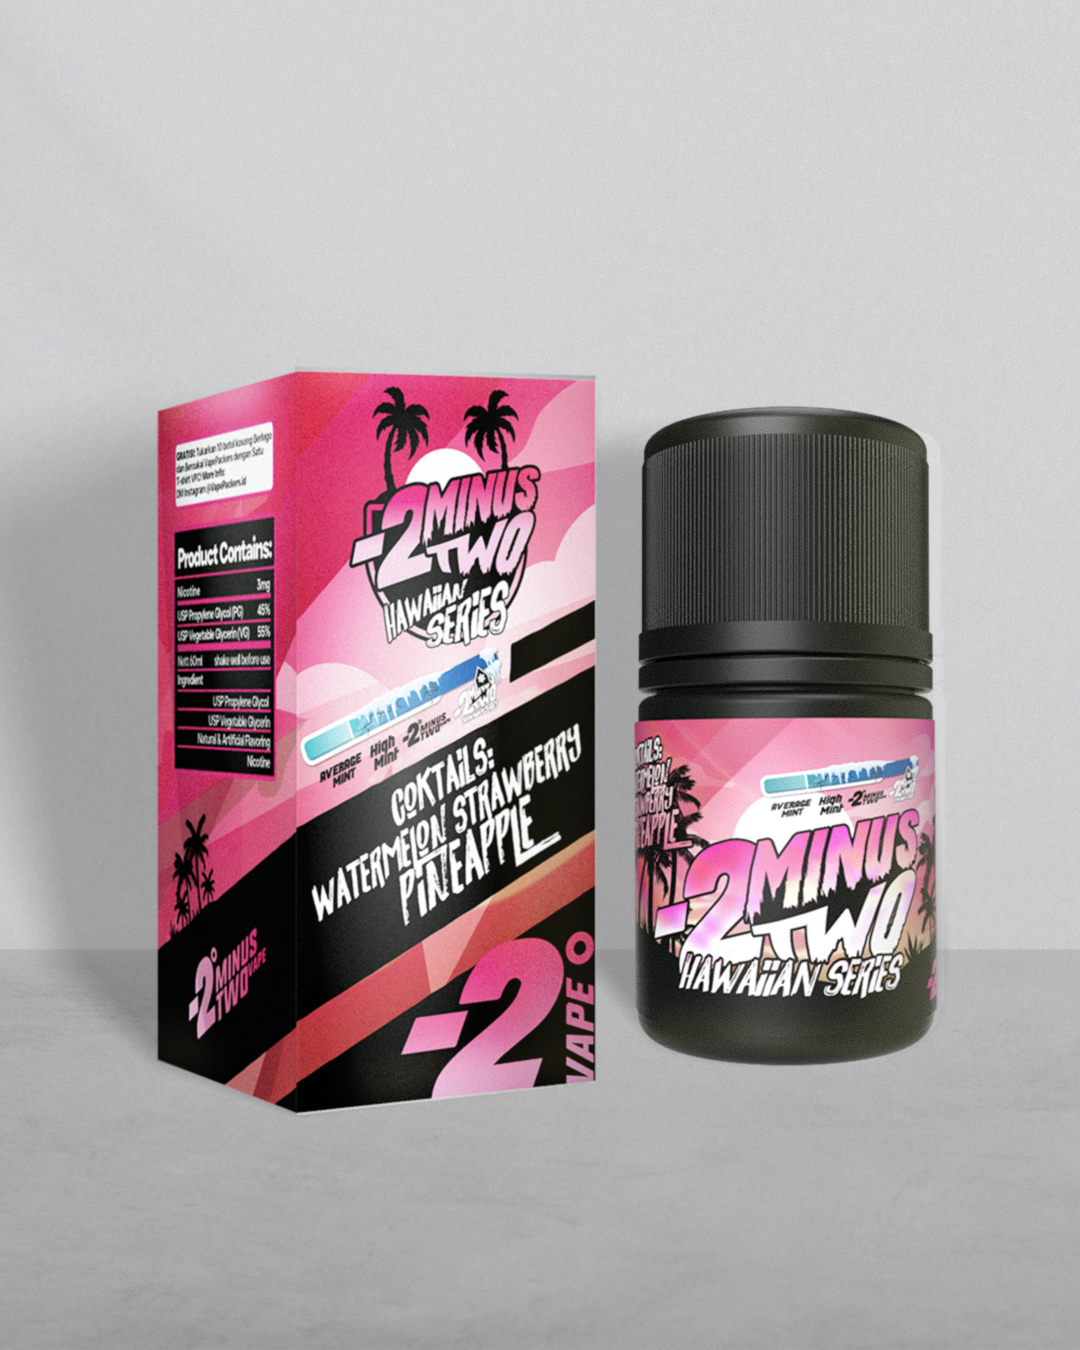 GRATIS! Tukarkan 10 botol kosong Berlogo
dan Bercukai VapePackers dengan Satu
T-shirt VPC! More Info:
DM Instagram @VapePackers.id
Product Contains:
Nicotine 3mg
USP Propylene Glycol (PG) 45%
USP Vegetable Glycerin (VG) 55%
Nett 60ml shake well before use
Ingredient
USP Propylene Glycol
USP Vegetable Glycerin
Natural & Artificial Flavoring
Nicotine
-2° MINUS
TWO VAPE
-2 MINUS
TWO
HAWAiiAN
SERiES
AVERAGE
MINT
High
Mint
-2° MINUS
TWO
-2
COKTAiLS:
WATERMELON STRAWBERRY
PiNEAPPLE
-2°
VAPE
AVERAGE
MINT
High
Mint
-2° MINUS
TWO
-2 MINUS
TWO
HAWAiiAN SERiES